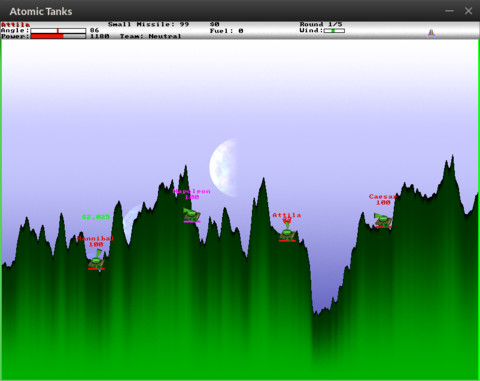 Atomic Tanks
Attila Small Missile: 99 $0 Round 1/5
Angle: 86 Fuel: 0 Wind:
Power: 1180 Team: Neutral
Napoleon
100
Caesar
100
Attila
Hannibal
100